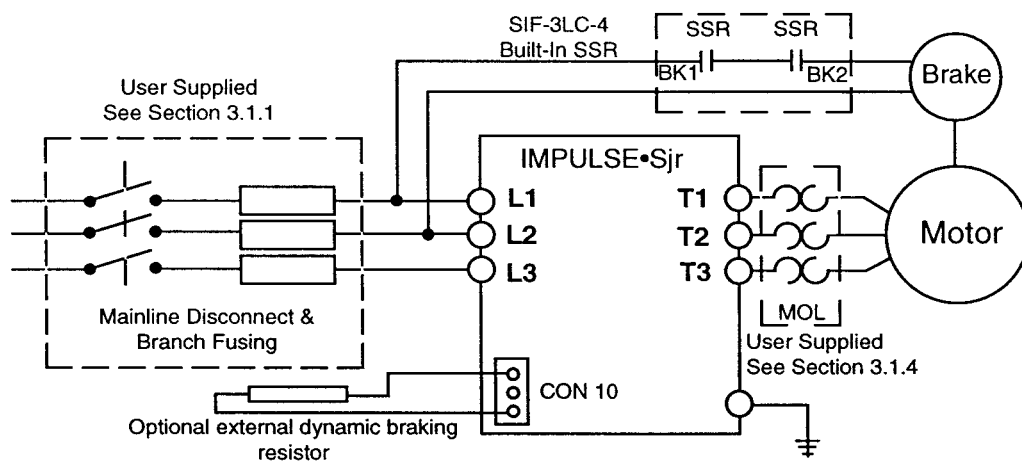 SIF-3LC-4
Built-In SSR
SSR
SSR
BK1
BK2
Brake
User Supplied
See Section 3.1.1
IMPULSE•Sjr
L1
L2
L3
T1
T2
T3
Motor
Mainline Disconnect &
Branch Fusing
MOL
User Supplied
See Section 3.1.4
CON 10
Optional external dynamic braking
resistor